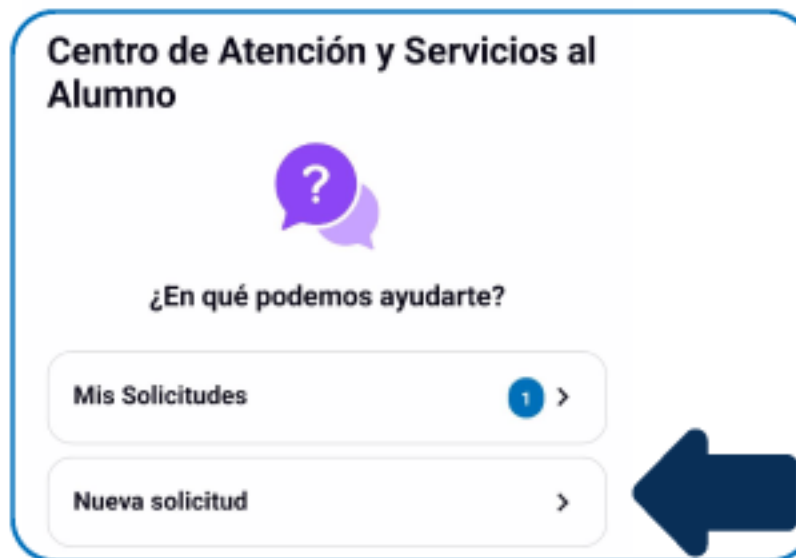 Centro de Atención y Servicios al
Alumno
?
¿En qué podemos ayudarte?
Mis Solicitudes 1
Nueva solicitud